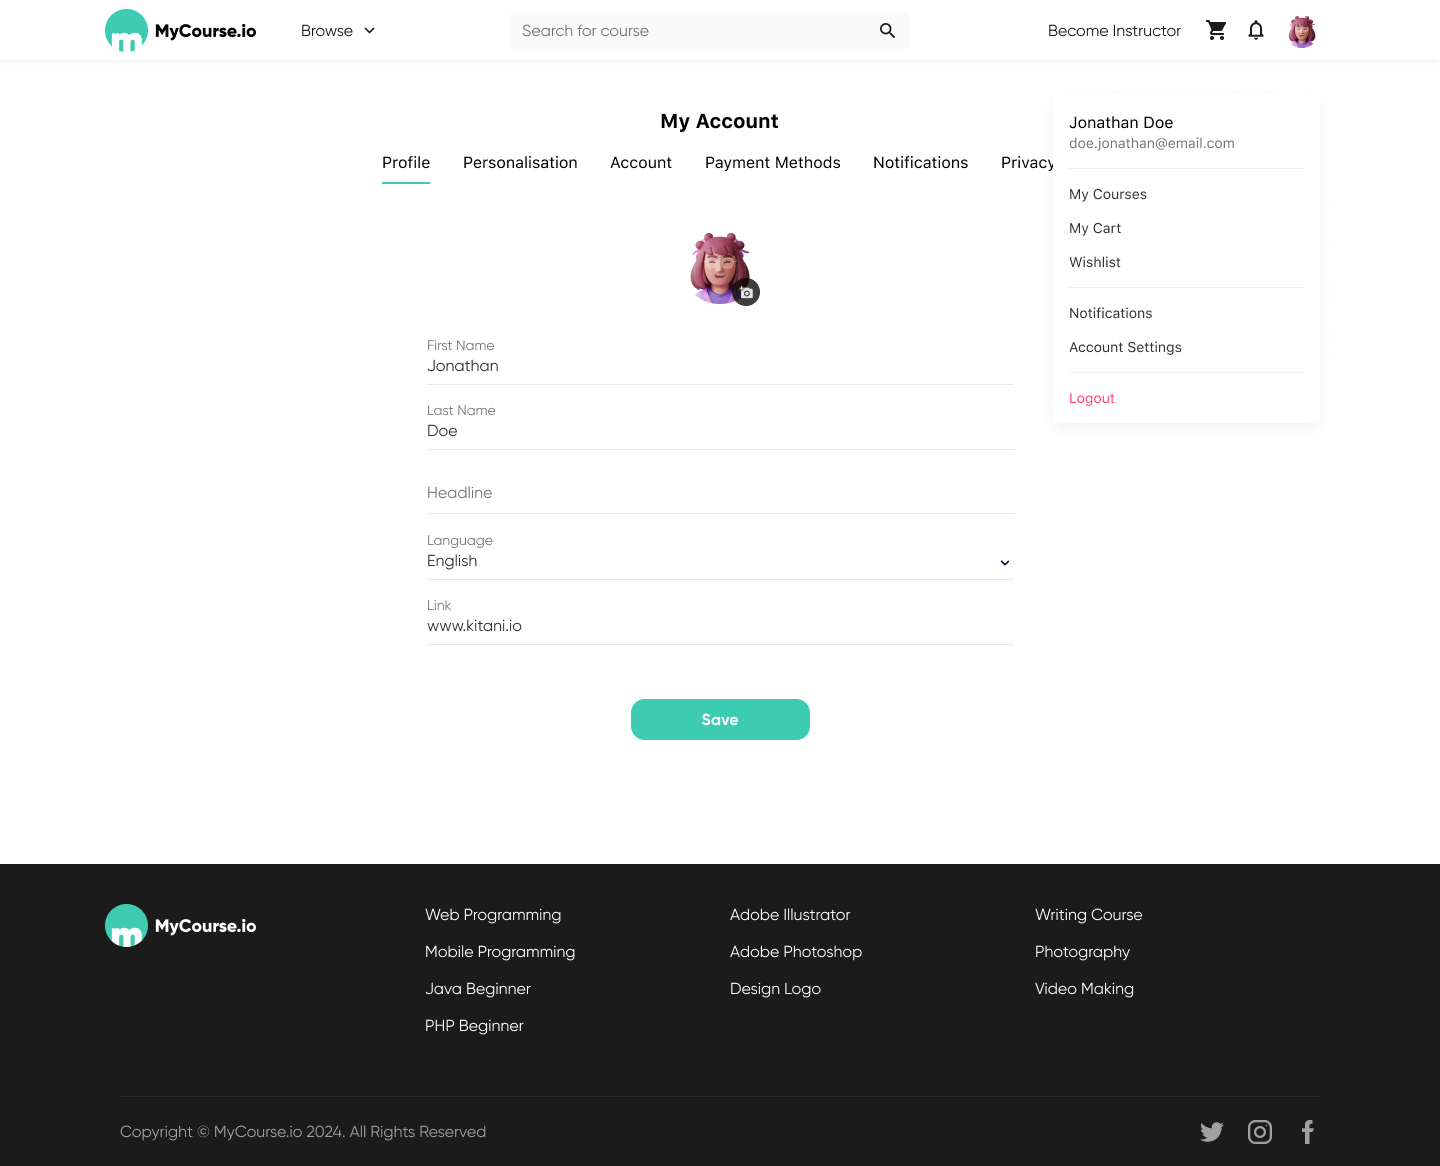 MyCourse.io
Browse
Search for course
Become Instructor
My Account
Profile
Personalisation
Account
Payment Methods
Notifications
Privacy
Jonathan Doe
doe.jonathan@email.com
My Courses
My Cart
Wishlist
Notifications
Account Settings
Logout
First Name
Jonathan
Last Name
Doe
Headline
Language
English
Link
www.kitani.io
Save
MyCourse.io
Web Programming
Mobile Programming
Java Beginner
PHP Beginner
Adobe Illustrator
Adobe Photoshop
Design Logo
Writing Course
Photography
Video Making
Copyright © MyCourse.io 2024. All Rights Reserved